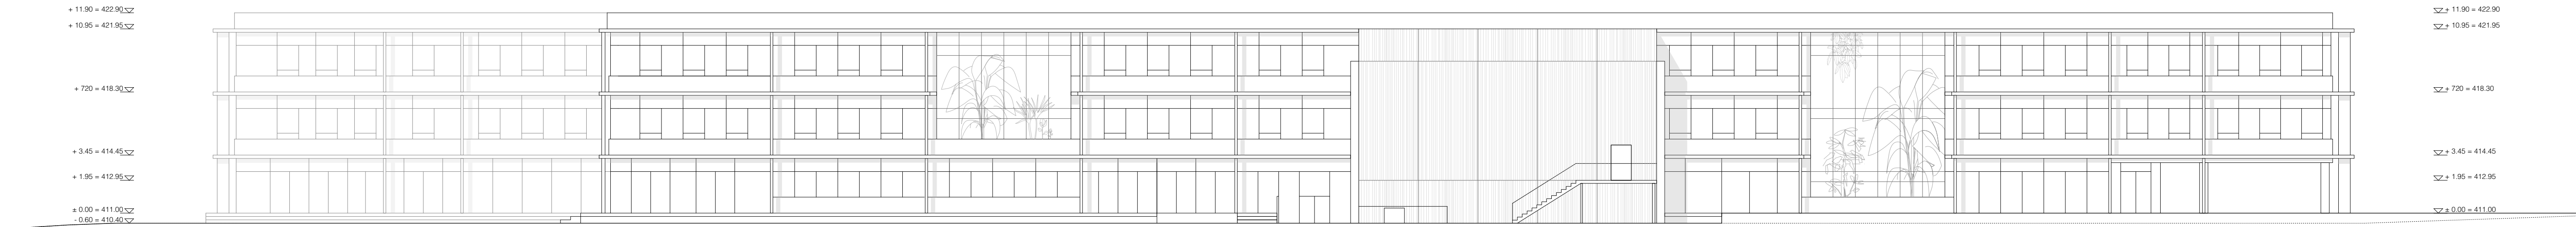 + 11.90 = 422.90
+ 10.95 = 421.95
+ 720 = 418.30
+ 3.45 = 414.45
+ 1.95 = 412.95
± 0.00 = 411.00
- 0.60 = 410.40
+ 11.90 = 422.90
+ 10.95 = 421.95
+ 720 = 418.30
+ 3.45 = 414.45
+ 1.95 = 412.95
± 0.00 = 411.00